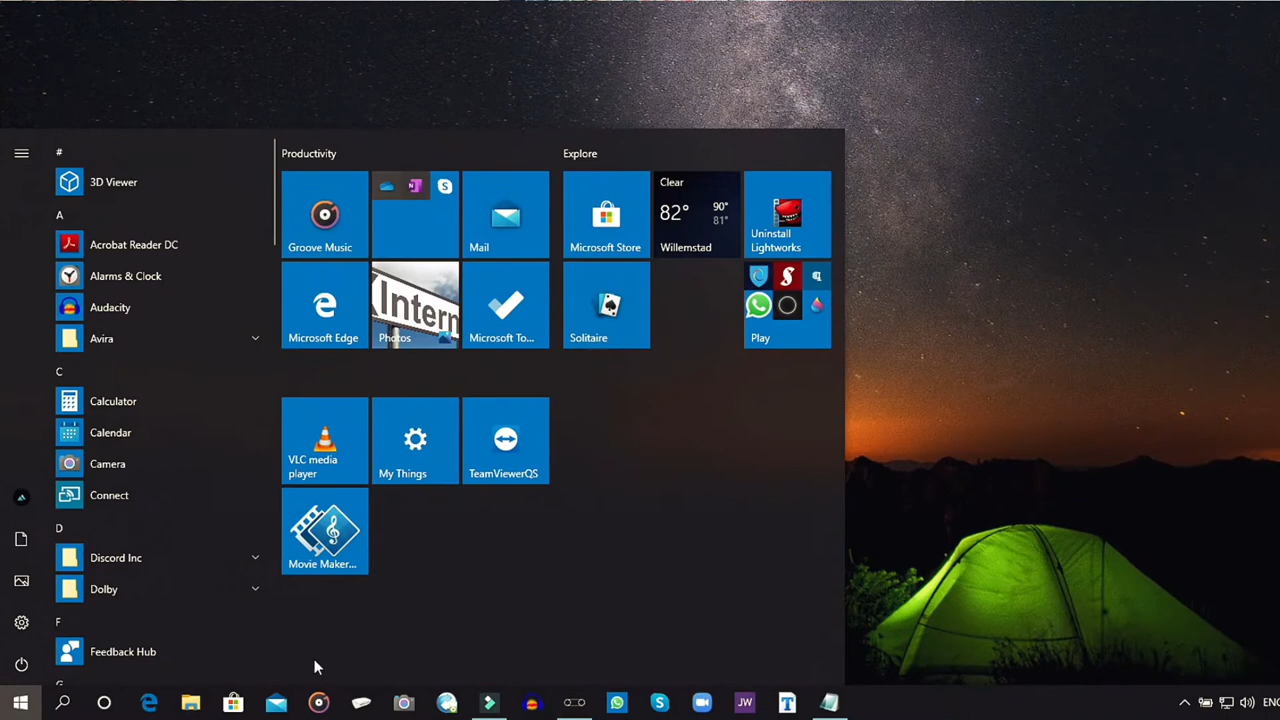 #
3D Viewer
A
Acrobat Reader DC
Alarms & Clock
Audacity
Avira
C
Calculator
Calendar
Camera
Connect
D
Discord Inc
Dolby
F
Feedback Hub
Productivity
Groove Music
N
S
Mail
Microsoft Edge
Intern
Photos
Microsoft To...
VLC media
player
My Things
TeamViewerQS
Movie Maker...
Explore
Microsoft Store
Clear
82° 90°
81°
Willemstad
Uninstall
Lightworks
Solitaire
S
Play
S
JW
T
ENG